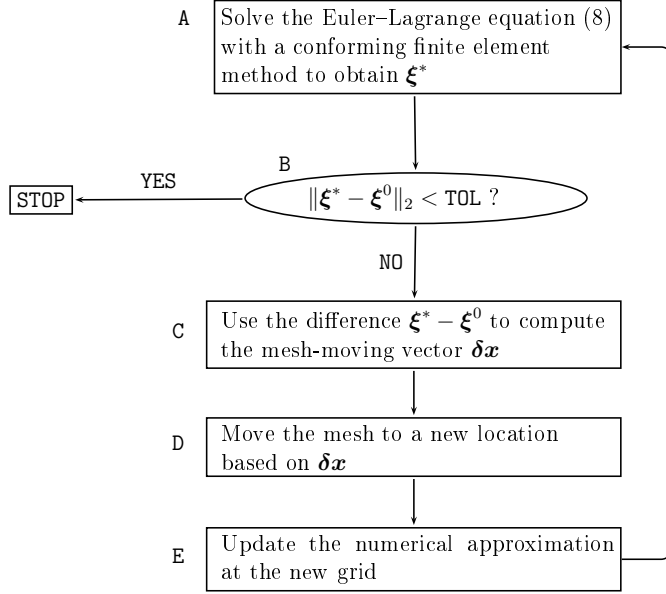 A
Solve the Euler–Lagrange equation (8)
with a conforming finite element
method to obtain ξ*
B
YES
STOP
‖ξ* − ξ⁰‖₂ < TOL ?
NO
C
Use the difference ξ* − ξ⁰ to compute
the mesh-moving vector δx
D
Move the mesh to a new location
based on δx
E
Update the numerical approximation
at the new grid